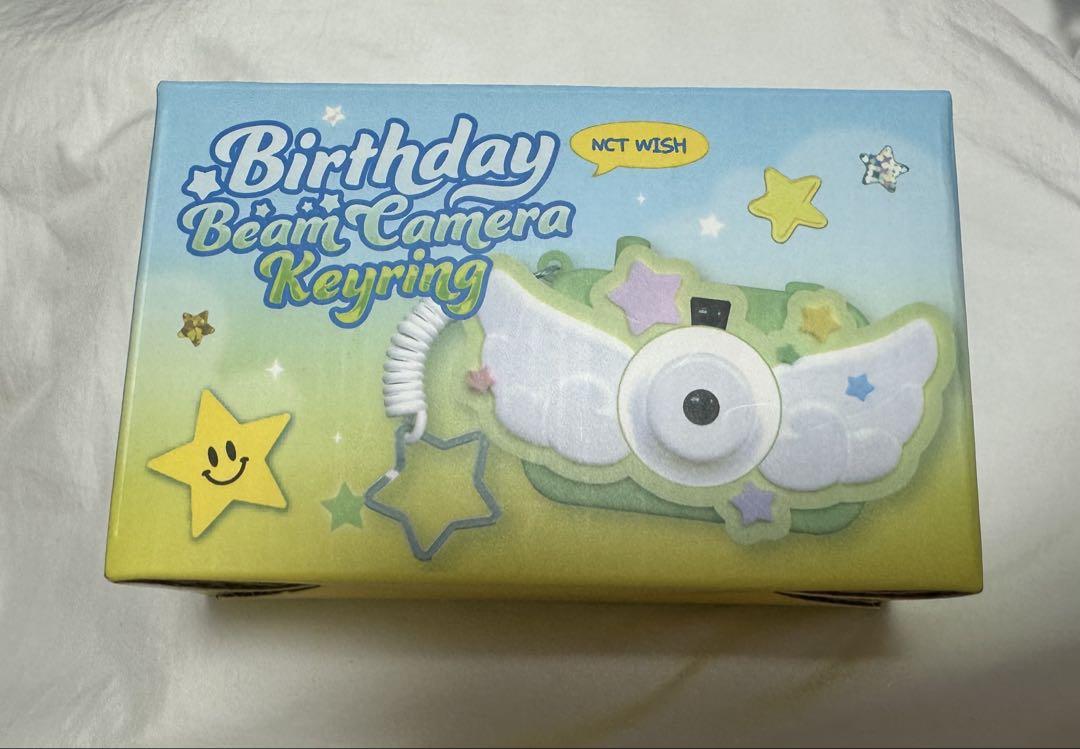 Birthday
NCT WISH
Beam Camera
Keyring